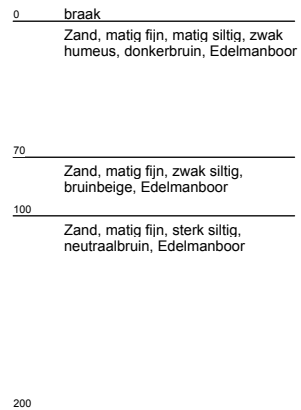 0 braak
Zand, matig fijn, matig siltig, zwak
humeus, donkerbruin, Edelmanboor
70
Zand, matig fijn, zwak siltig,
bruinbeige, Edelmanboor
100
Zand, matig fijn, sterk siltig,
neutraalbruin, Edelmanboor
200